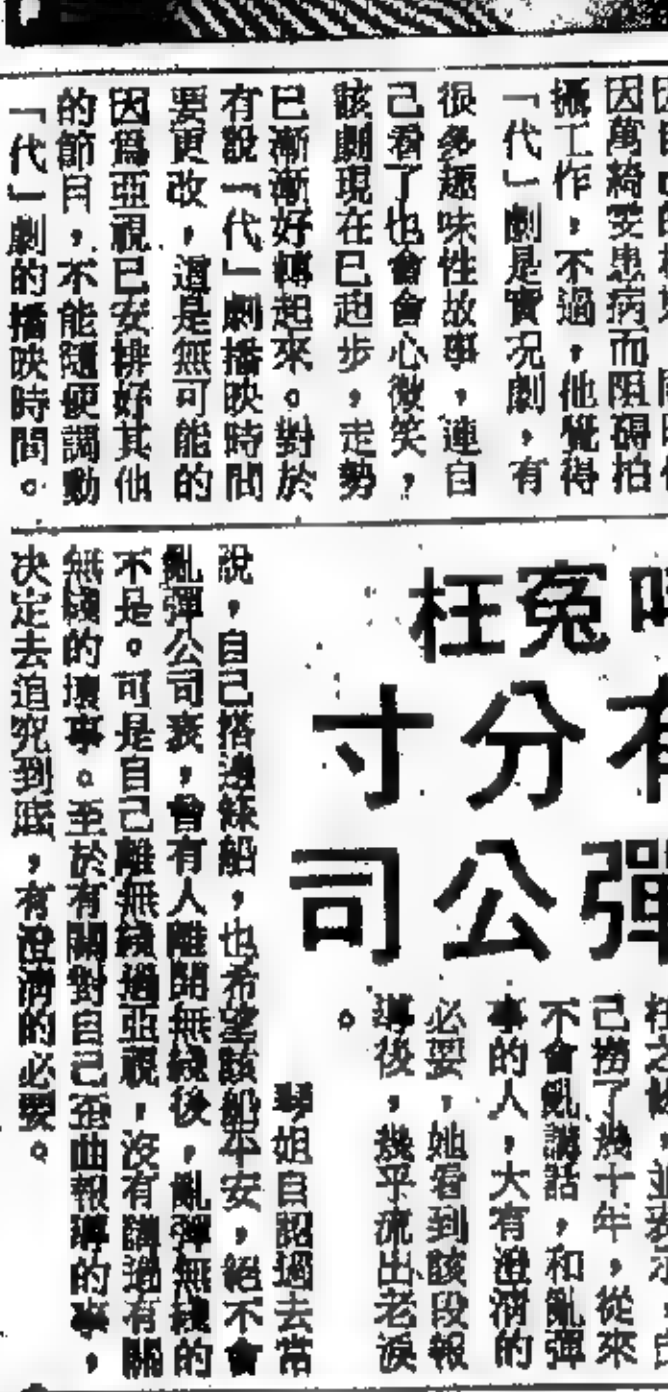 因萬綺雯患病而阻碍拍
攝工作，不過，他覺得
「代」劇是實況劇，有
很多趣味性故事，連自
己看了也會會心微笑，
該劇現在已起步，走勢
已漸漸好轉起來。對於
有說「代」劇播映時間
要更改，這是無可能的
因為亞視已安排好其他
的節目，不能隨便調動
「代」劇的播映時間。
冤枉
有分寸
彈公司
己撈了幾十年，從來
不會亂講話，和亂彈
事的人，大有澄清的
必要，她看到該段報
導後，幾乎流出老淚
。
琴姐自認過去常
說，自己搭邊條船，也希望該船平安，絕不會
亂彈公司衰，曾有人離開無綫後，亂彈無綫的
不是。可是自己離無綫過亞視，沒有講過有關
無綫的壞事。至於有關對自己歪曲報導的事，
决定去追究到底，有澄清的必要。